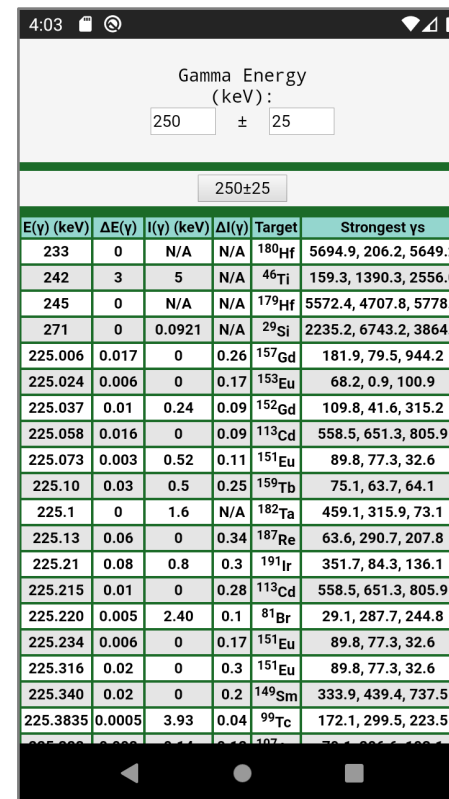 4:03
Gamma Energy
(keV):
250 ± 25
250±25
E(γ) (keV) ΔE(γ) I(γ) (keV) ΔI(γ) Target Strongest γs
233 0 N/A N/A 180Hf 5694.9, 206.2, 5649.
242 3 5 N/A 46Ti 159.3, 1390.3, 2556.
245 0 N/A N/A 179Hf 5572.4, 4707.8, 5778.
271 0 0.0921 N/A 29Si 2235.2, 6743.2, 3864.
225.006 0.017 0 0.26 157Gd 181.9, 79.5, 944.2
225.024 0.006 0 0.17 153Eu 68.2, 0.9, 100.9
225.037 0.01 0.24 0.09 152Gd 109.8, 41.6, 315.2
225.058 0.016 0 0.09 113Cd 558.5, 651.3, 805.9
225.073 0.003 0.52 0.11 151Eu 89.8, 77.3, 32.6
225.10 0.03 0.5 0.25 159Tb 75.1, 63.7, 64.1
225.1 0 1.6 N/A 182Ta 459.1, 315.9, 73.1
225.13 0.06 0 0.34 187Re 63.6, 290.7, 207.8
225.21 0.08 0.8 0.3 191Ir 351.7, 84.3, 136.1
225.215 0.01 0 0.28 113Cd 558.5, 651.3, 805.9
225.220 0.005 2.40 0.1 81Br 29.1, 287.7, 244.8
225.234 0.006 0 0.17 151Eu 89.8, 77.3, 32.6
225.316 0.02 0 0.3 151Eu 89.8, 77.3, 32.6
225.340 0.02 0 0.2 149Sm 333.9, 439.4, 737.5
225.3835 0.0005 3.93 0.04 99Tc 172.1, 299.5, 223.5